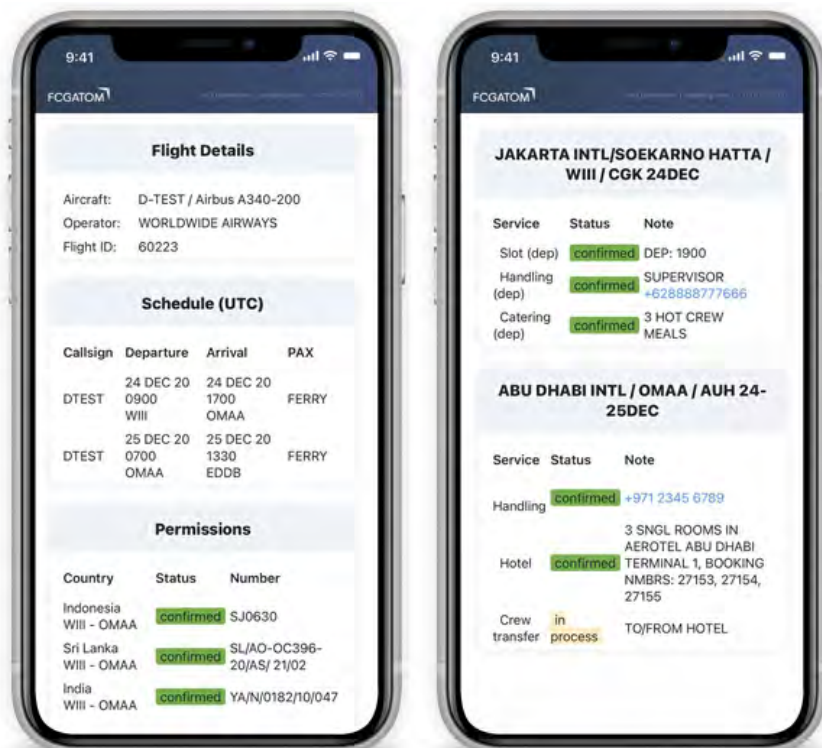 9:41
FCGATOM
Flight Details
Aircraft: D-TEST / Airbus A340-200
Operator: WORLDWIDE AIRWAYS
Flight ID: 60223
Schedule (UTC)
Callsign Departure Arrival PAX
DTEST
24 DEC 20
0900
WIII
24 DEC 20
1700
OMAA
FERRY
DTEST
25 DEC 20
0700
OMAA
25 DEC 20
1330
EDDB
FERRY
Permissions
Country Status Number
Indonesia
WIII - OMAA
confirmed
SJ0630
Sri Lanka
WIII - OMAA
confirmed
SL/AO-OC396-
20/AS/ 21/02
India
WIII - OMAA
confirmed
YA/N/0182/10/047
9:41
FCGATOM
JAKARTA INTL/SOEKARNO HATTA /
WIII / CGK 24DEC
Service Status Note
Slot (dep) confirmed DEP: 1900
Handling
(dep)
confirmed
SUPERVISOR
+628888777666
Catering
(dep)
confirmed
3 HOT CREW
MEALS
ABU DHABI INTL / OMAA / AUH 24-
25DEC
Service Status Note
Handling confirmed +971 2345 6789
Hotel confirmed
3 SNGL ROOMS IN
AEROTEL ABU DHABI
TERMINAL 1, BOOKING
NMBRS: 27153, 27154,
27155
Crew
transfer
in
process
TO/FROM HOTEL